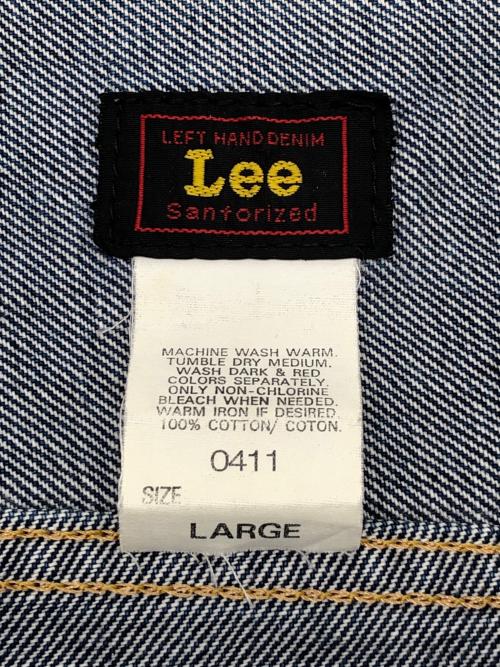 LEFT HAND DENIM
Lee
Sanforized
MACHINE WASH WARM.
TUMBLE DRY MEDIUM.
WASH DARK & RED
COLORS SEPARATELY.
ONLY NON-CHLORINE
BLEACH WHEN NEEDED.
WARM IRON IF DESIRED.
100% COTTON/ COTON.
0411
SIZE
LARGE